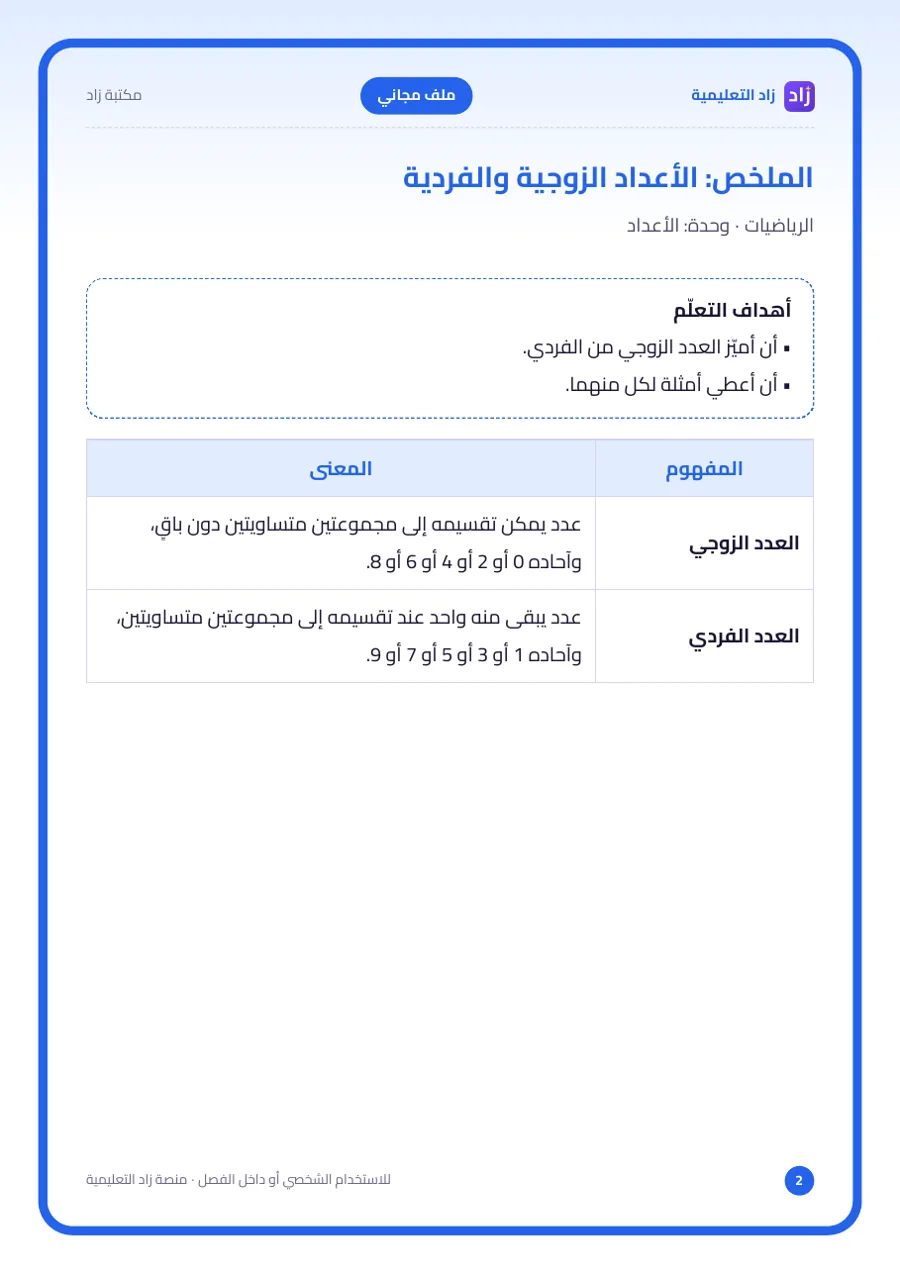 زاد
زاد التعليمية
ملف مجاني
مكتبة زاد
الملخص: الأعداد الزوجية والفردية
الرياضيات · وحدة: الأعداد
أهداف التعلّم
▪ أن أميّز العدد الزوجي من الفردي.
▪ أن أعطي أمثلة لكل منهما.
المفهوم
المعنى
العدد الزوجي
عدد يمكن تقسيمه إلى مجموعتين متساويتين دون باقٍ،
وآحاده 0 أو 2 أو 4 أو 6 أو 8.
العدد الفردي
عدد يبقى منه واحد عند تقسيمه إلى مجموعتين متساويتين،
وآحاده 1 أو 3 أو 5 أو 7 أو 9.
2
للاستخدام الشخصي أو داخل الفصل · منصة زاد التعليمية